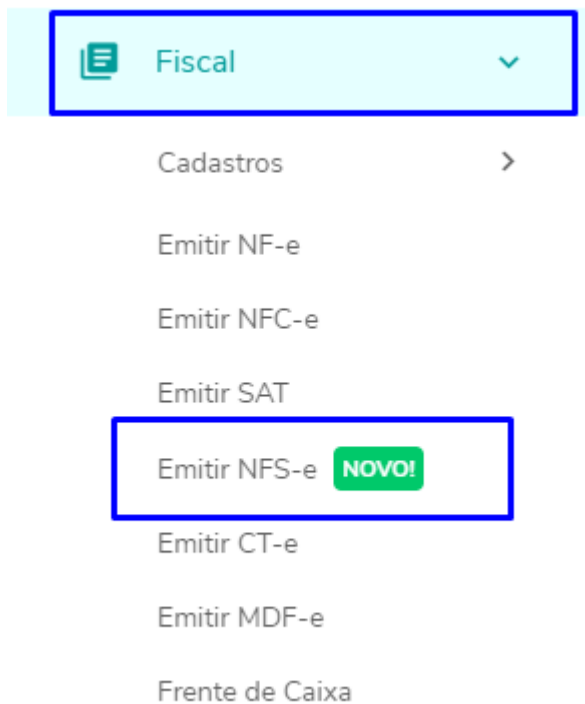 Fiscal
Cadastros
Emitir NF-e
Emitir NFC-e
Emitir SAT
Emitir NFS-e NOVO!
Emitir CT-e
Emitir MDF-e
Frente de Caixa